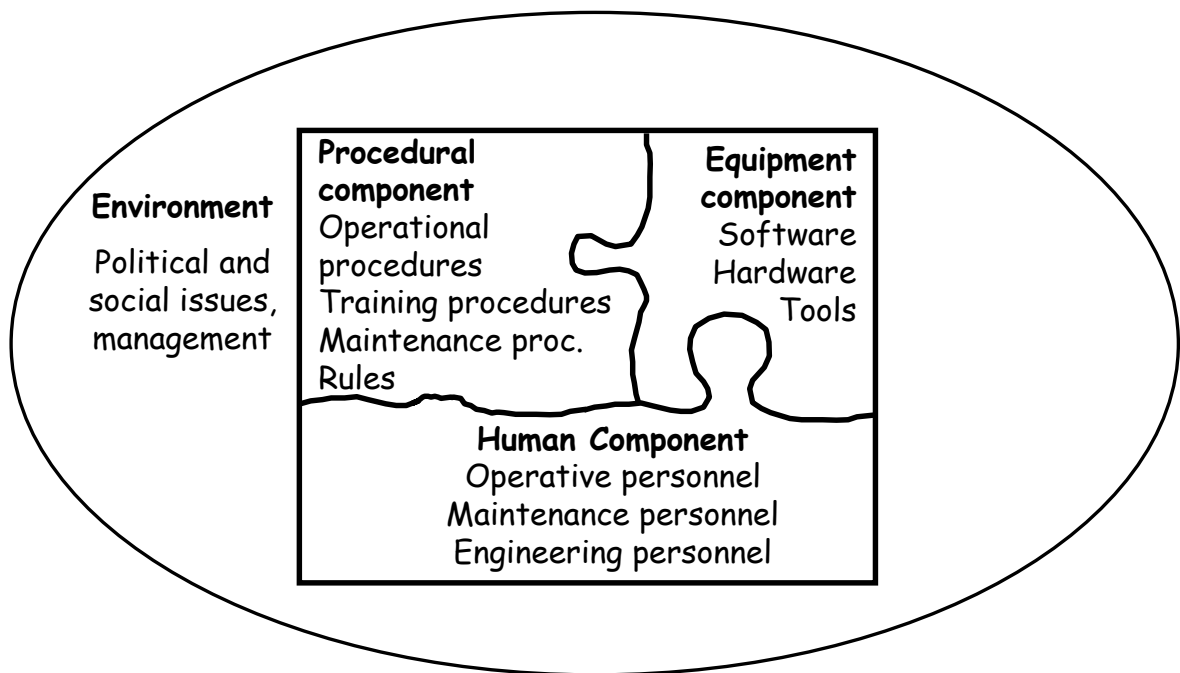 Environment
Political and
social issues,
management
Procedural
component
Operational
procedures
Training procedures
Maintenance proc.
Rules
Equipment
component
Software
Hardware
Tools
Human Component
Operative personnel
Maintenance personnel
Engineering personnel